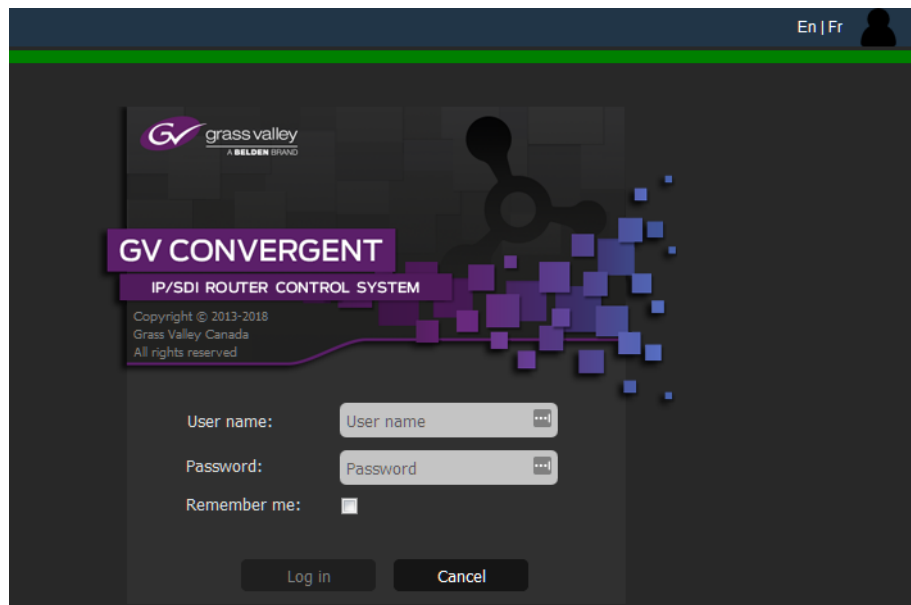 En | Fr
GV grass valley
A BELDEN BRAND
GV CONVERGENT
IP/SDI ROUTER CONTROL SYSTEM
Copyright © 2013-2018
Grass Valley Canada
All rights reserved
User name: User name
Password: Password
Remember me:
Log in Cancel